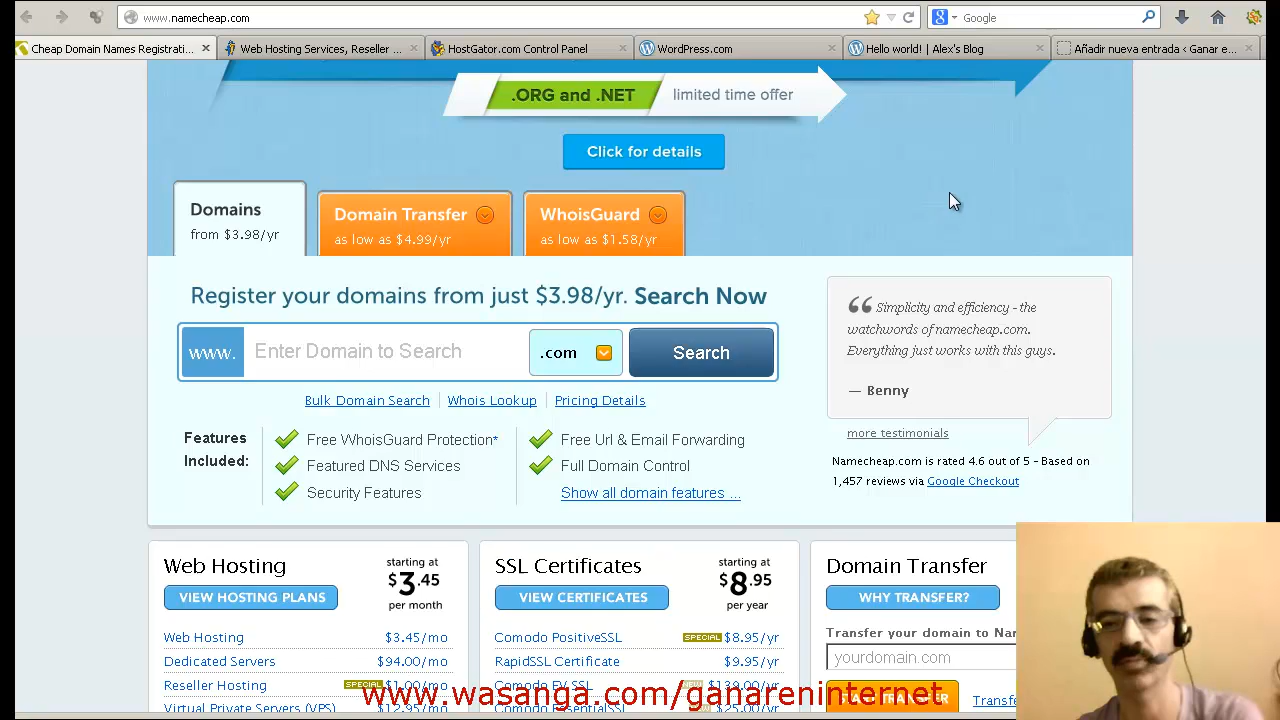 www.namecheap.com
Google
Cheap Domain Names Registrati...
Web Hosting Services, Reseller ...
HostGator.com Control Panel
WordPress.com
Hello world! | Alex's Blog
Añadir nueva entrada ‹ Ganar e...
.ORG and .NET
limited time offer
Click for details
Domains
from $3.98/yr
Domain Transfer
as low as $4.99/yr
WhoisGuard
as low as $1.58/yr
Register your domains from just $3.98/yr. Search Now
www.
Enter Domain to Search
.com
Search
Bulk Domain Search
Whois Lookup
Pricing Details
Features
Included:
Free WhoisGuard Protection*
Featured DNS Services
Security Features
Free Url & Email Forwarding
Full Domain Control
Show all domain features ...
“ Simplicity and efficiency - the
watchwords of namecheap.com.
Everything just works with this guys.
— Benny
more testimonials
Namecheap.com is rated 4.6 out of 5 - Based on
1,457 reviews via Google Checkout
Web Hosting
starting at
$3.45
per month
VIEW HOSTING PLANS
Web Hosting $3.45/mo
Dedicated Servers $94.00/mo
Reseller Hosting SPECIAL $1.00/mo
Virtual Private Servers (VPS) $12.95/mo
SSL Certificates
starting at
$8.95
per year
VIEW CERTIFICATES
Comodo PositiveSSL SPECIAL $8.95/yr
RapidSSL Certificate $9.95/yr
Comodo EV SSL $139.00/yr
Comodo EssentialSSL $25.00/yr
Domain Transfer
WHY TRANSFER?
Transfer your domain to Nam
yourdomain.com
TRANSFER
Transfe
www.wasanga.com/ganareninternet